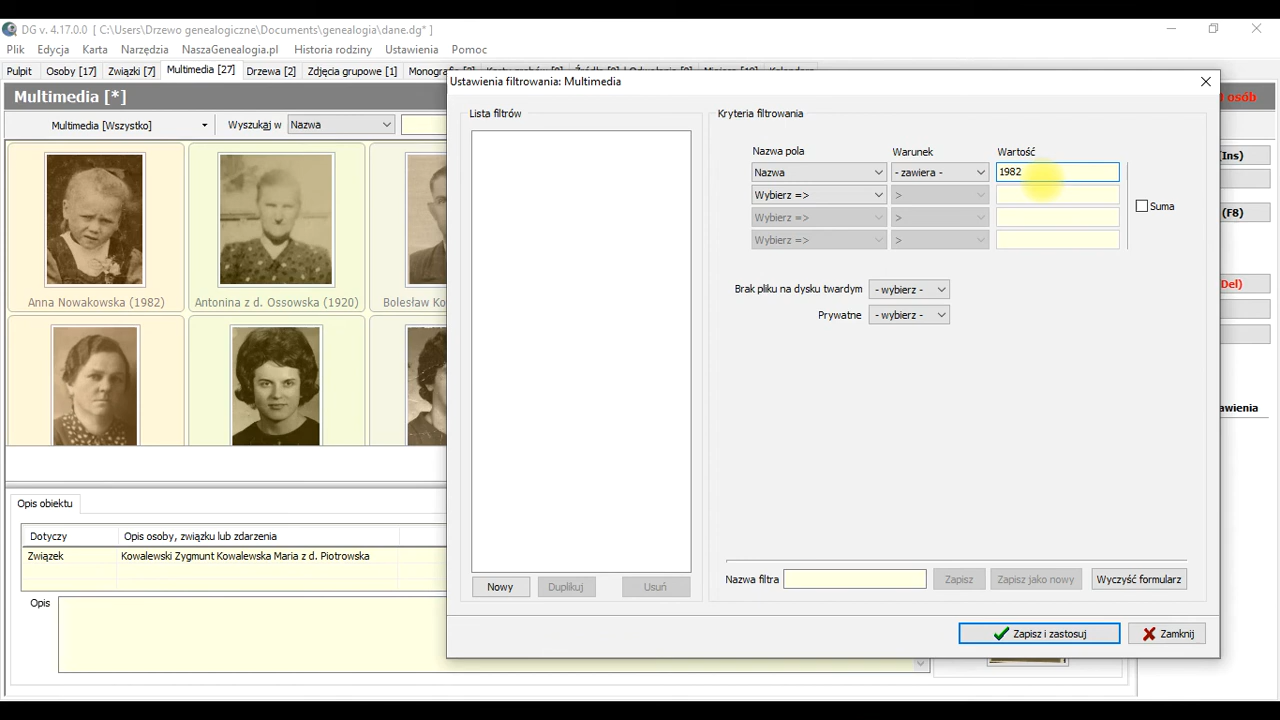 DG v. 4.17.0.0 [ C:\Users\Drzewo genealogiczne\Documents\genealogia\dane.dg* ]
Plik Edycja Karta Narzędzia NaszaGenealogia.pl Historia rodziny Ustawienia Pomoc
Pulpit Osoby [17] Związki [7] Multimedia [27] Drzewa [2] Zdjęcia grupowe [1]
Ustawienia filtrowania: Multimedia
Multimedia [*] osób
Lista filtrów Kryteria filtrowania
Multimedia [Wszystko] Wyszukaj w Nazwa
Nazwa pola Warunek Wartość
(Ins)
Nazwa - zawiera - 1982
Wybierz => >
Suma
Wybierz => > (F8)
Wybierz => >
Brak pliku na dysku twardym - wybierz -
Del)
Prywatne - wybierz -
Anna Nowakowska (1982) Antonina z d. Ossowska (1920) Bolesław
Opis obiektu
Dotyczy Opis osoby, związku lub zdarzenia
Związek Kowalewski Zygmunt Kowalewska Maria z d. Piotrowska
Nowy Duplikuj Usuń Nazwa filtra Zapisz Zapisz jako nowy Wyczyść formularz
Opis
Zapisz i zastosuj Zamknij